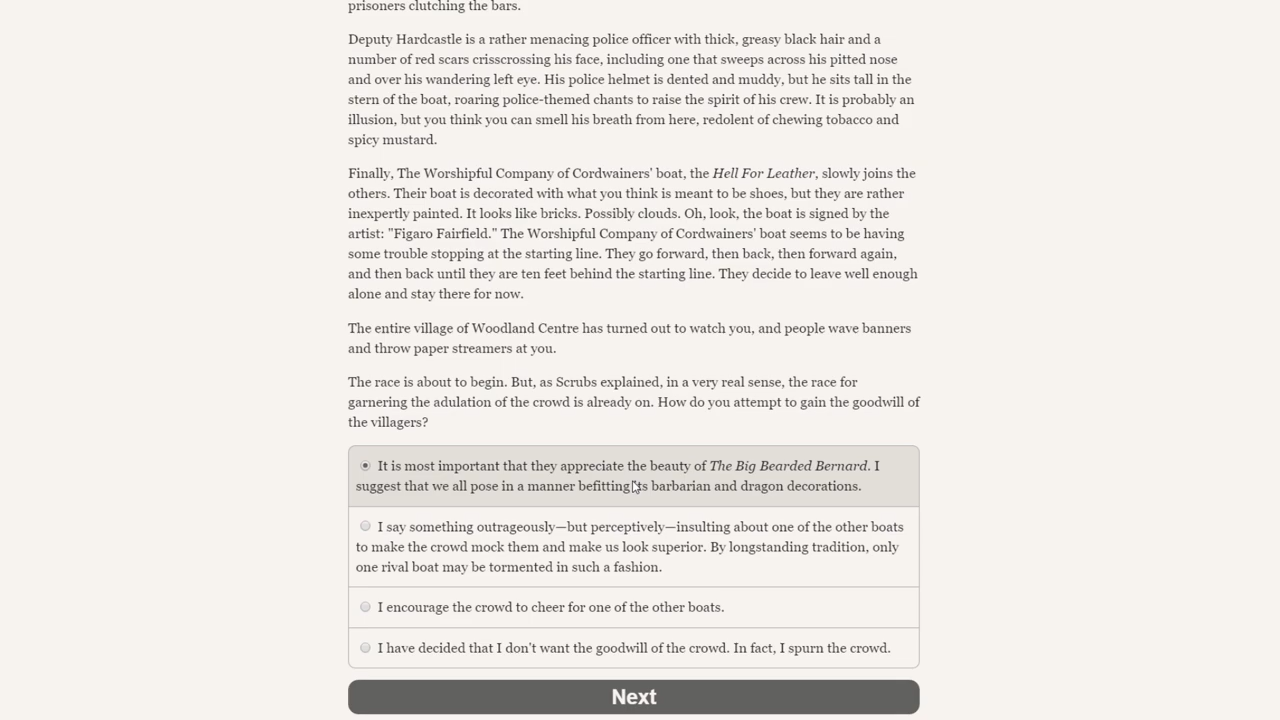 prisoners clutching the bars.
Deputy Hardcastle is a rather menacing police officer with thick, greasy black hair and a
number of red scars crisscrossing his face, including one that sweeps across his pitted nose
and over his wandering left eye. His police helmet is dented and muddy, but he sits tall in the
stern of the boat, roaring police-themed chants to raise the spirit of his crew. It is probably an
illusion, but you think you can smell his breath from here, redolent of chewing tobacco and
spicy mustard.
Finally, The Worshipful Company of Cordwainers' boat, the Hell For Leather, slowly joins the
others. Their boat is decorated with what you think is meant to be shoes, but they are rather
inexpertly painted. It looks like bricks. Possibly clouds. Oh, look, the boat is signed by the
artist: "Figaro Fairfield." The Worshipful Company of Cordwainers' boat seems to be having
some trouble stopping at the starting line. They go forward, then back, then forward again,
and then back until they are ten feet behind the starting line. They decide to leave well enough
alone and stay there for now.
The entire village of Woodland Centre has turned out to watch you, and people wave banners
and throw paper streamers at you.
The race is about to begin. But, as Scrubs explained, in a very real sense, the race for
garnering the adulation of the crowd is already on. How do you attempt to gain the goodwill of
the villagers?
It is most important that they appreciate the beauty of The Big Bearded Bernard. I
suggest that we all pose in a manner befitting its barbarian and dragon decorations.
I say something outrageously—but perceptively—insulting about one of the other boats
to make the crowd mock them and make us look superior. By longstanding tradition, only
one rival boat may be tormented in such a fashion.
I encourage the crowd to cheer for one of the other boats.
I have decided that I don't want the goodwill of the crowd. In fact, I spurn the crowd.
Next